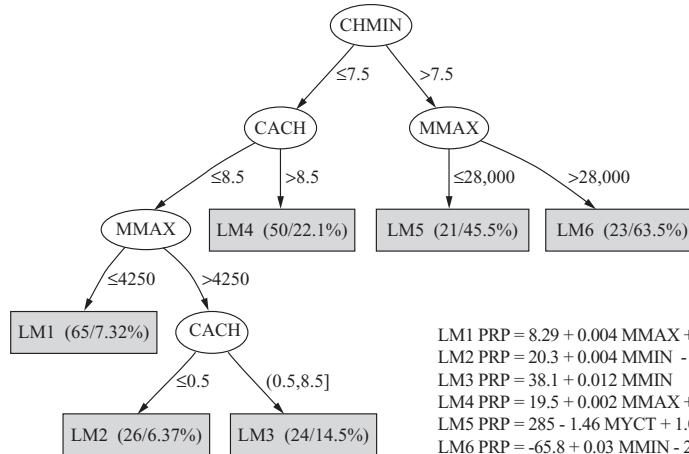 CHMIN
≤7.5 >7.5
CACH MMAX
≤8.5 >8.5 ≤28,000 >28,000
MMAX LM4 (50/22.1%) LM5 (21/45.5%) LM6 (23/63.5%)
≤4250 >4250
LM1 (65/7.32%) CACH
≤0.5 (0.5,8.5]
LM2 (26/6.37%) LM3 (24/14.5%)
LM1 PRP = 8.29 + 0.004 MMAX +
LM2 PRP = 20.3 + 0.004 MMIN -
LM3 PRP = 38.1 + 0.012 MMIN
LM4 PRP = 19.5 + 0.002 MMAX +
LM5 PRP = 285 - 1.46 MYCT + 1.
LM6 PRP = -65.8 + 0.03 MMIN - 2